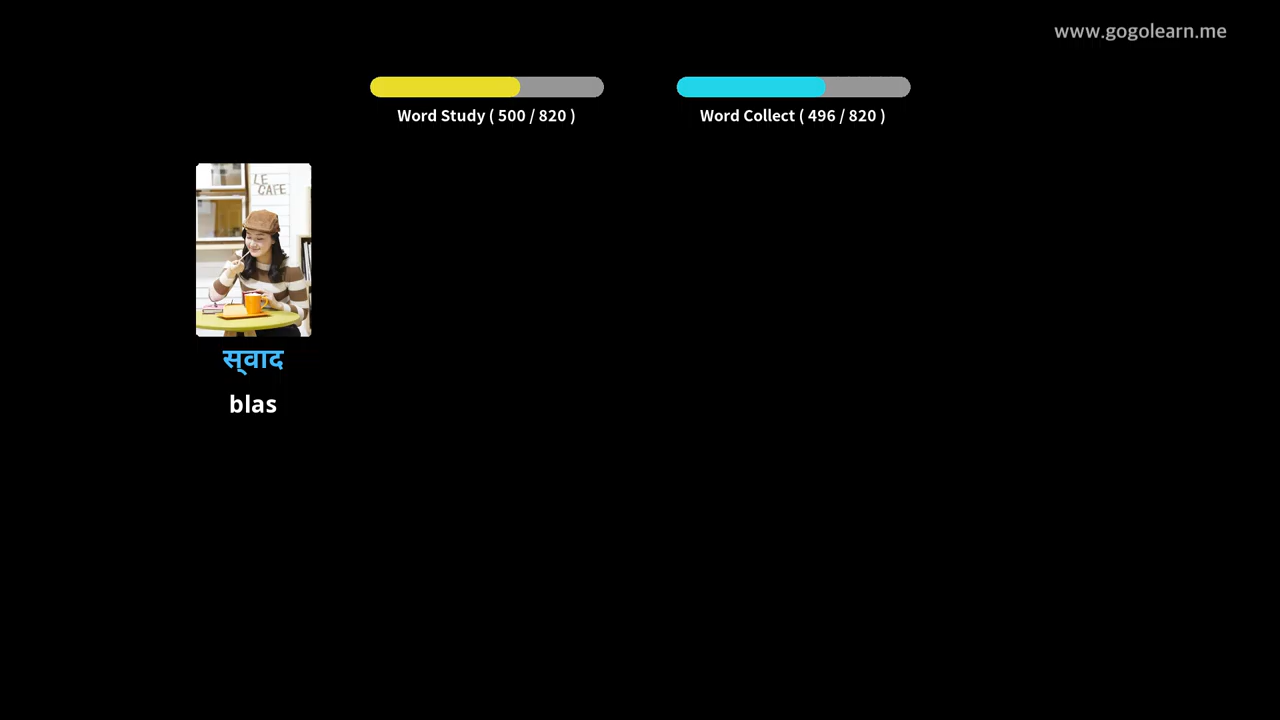 www.gogolearn.me
Word Study ( 500 / 820 )
Word Collect ( 496 / 820 )
LE
CAFE
स्वाद
blas